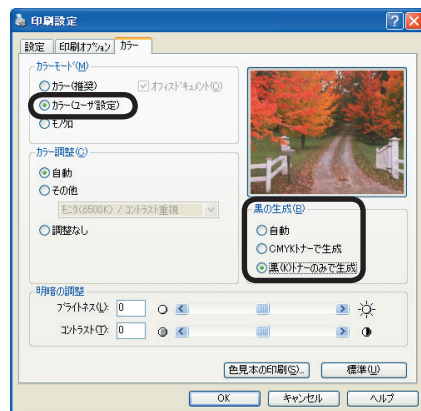 印刷設定
設定 印刷オプション カラー
カラーモード(M)
カラー(推奨) オフィスドキュメント(O)
カラー(ユーザ設定)
モノクロ
カラー調整(C)
自動
その他
モニタ(6500K) / コントラスト重視
調整なし
黒の生成(B)
自動
CMYKトナーで生成
黒(K)トナーのみで生成
明暗の調整
ブライトネス(L): 0
コントラスト(T): 0
色見本の印刷(S)... 標準(U)
OK キャンセル ヘルプ